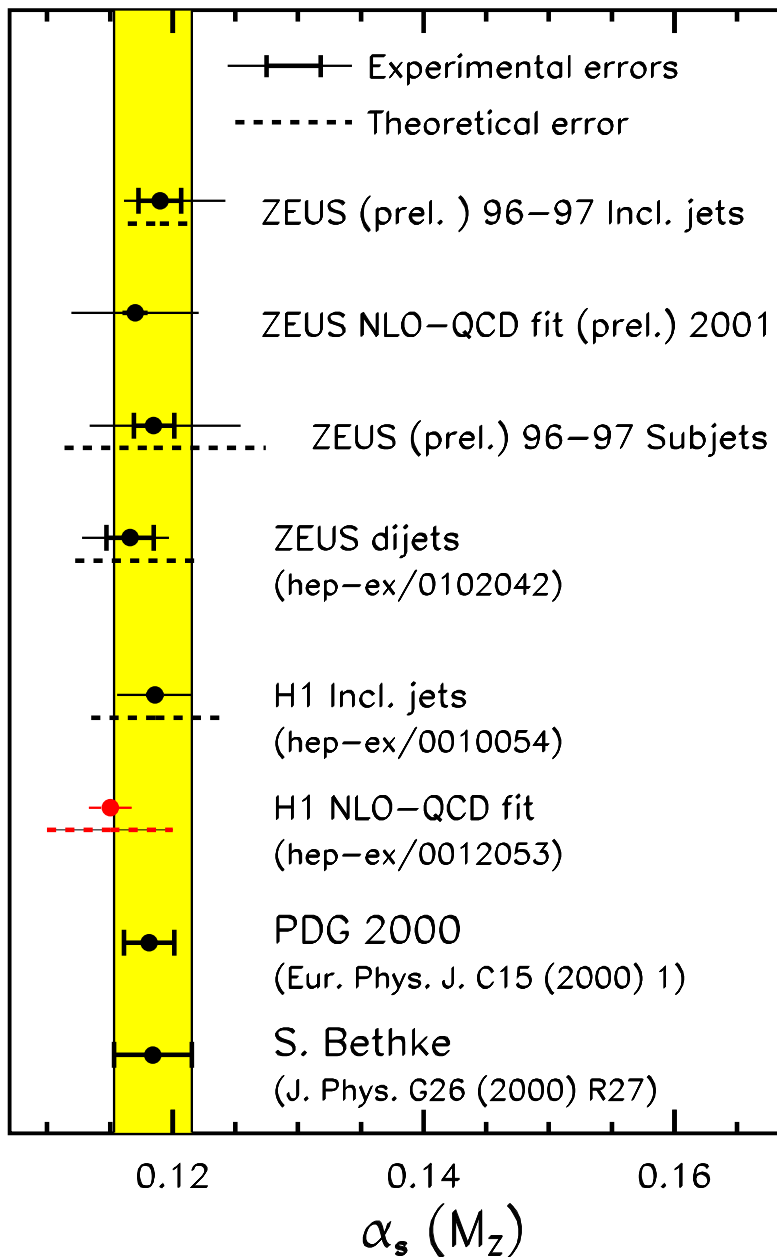 Experimental errors
Theoretical error
ZEUS (prel. ) 96−97 Incl. jets
ZEUS NLO−QCD fit (prel.) 2001
ZEUS (prel.) 96−97 Subjets
ZEUS dijets
(hep−ex/0102042)
H1 Incl. jets
(hep−ex/0010054)
H1 NLO−QCD fit
(hep−ex/0012053)
PDG 2000
(Eur. Phys. J. C15 (2000) 1)
S. Bethke
(J. Phys. G26 (2000) R27)
0.12 0.14 0.16
αs (MZ)